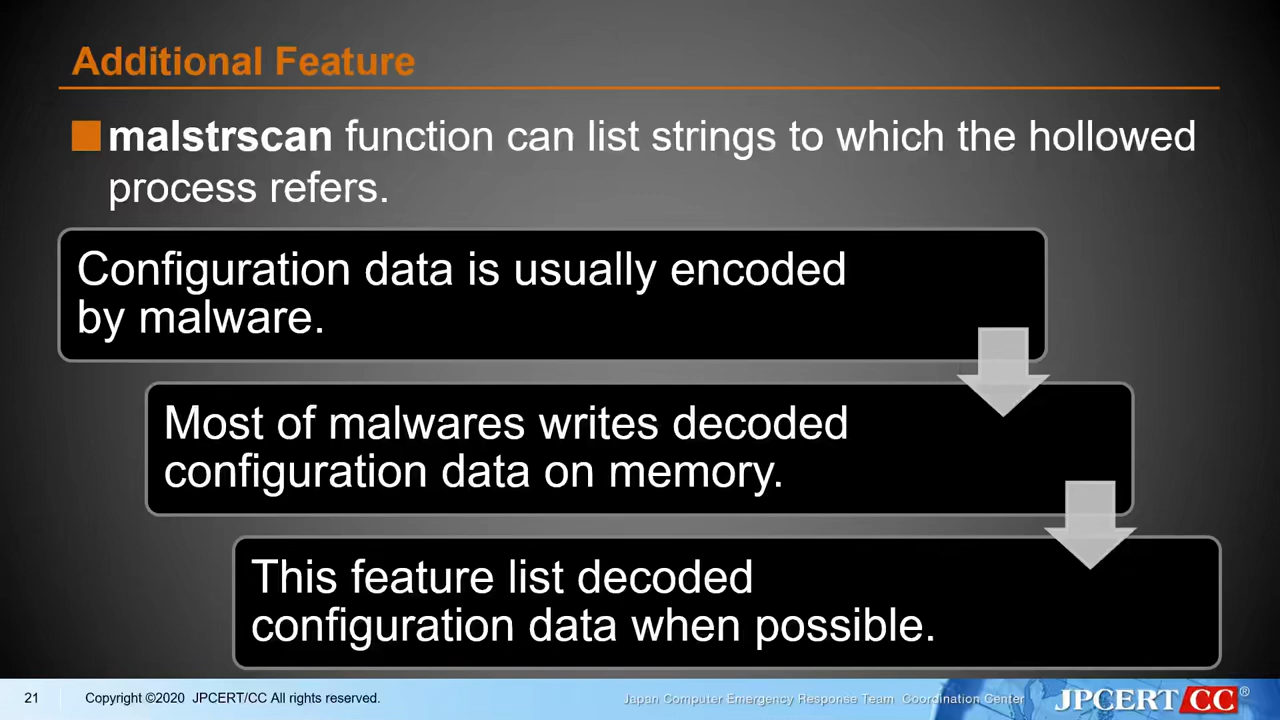 Additional Feature
malstrscan function can list strings to which the hollowed
process refers.
Configuration data is usually encoded
by malware.
Most of malwares writes decoded
configuration data on memory.
This feature list decoded
configuration data when possible.
21 Copyright ©2020 JPCERT/CC All rights reserved. Japan Computer Emergency Response Team Coordination Center JPCERT CC®